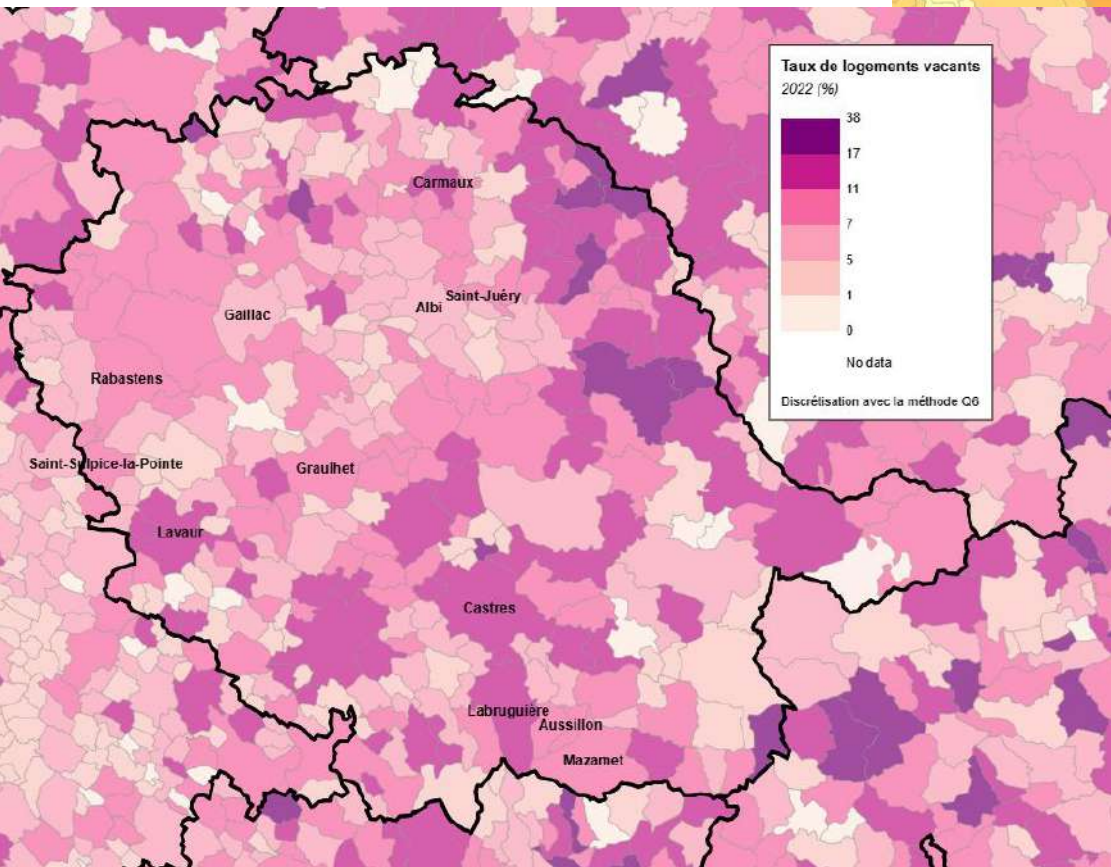 Taux de logements vacants
2022 (%)
38
17
11
7
5
1
0
No data
Discrétisation avec la méthode Q6
Carmaux
Saint-Juéry
Albi
Gaillac
Rabastens
Saint-Sulpice-la-Pointe
Graulhet
Lavaur
Castres
Labruguière
Aussillon
Mazamet